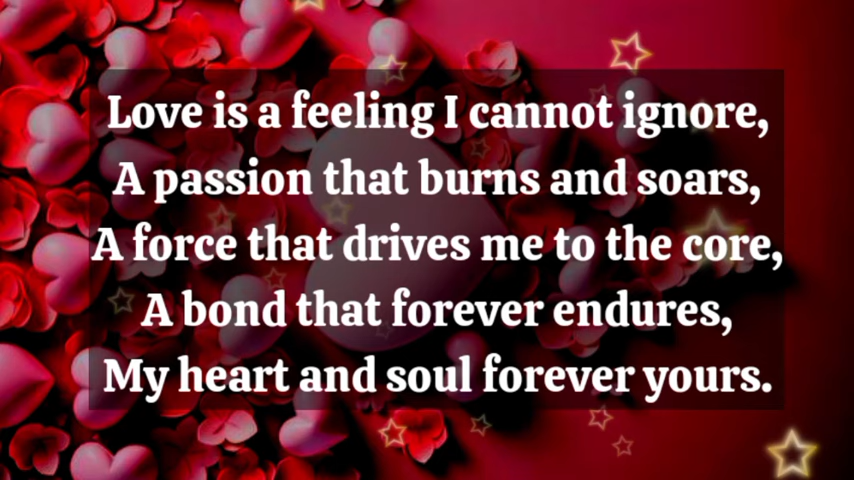 Love is a feeling I cannot ignore,
A passion that burns and soars,
A force that drives me to the core,
A bond that forever endures,
My heart and soul forever yours.